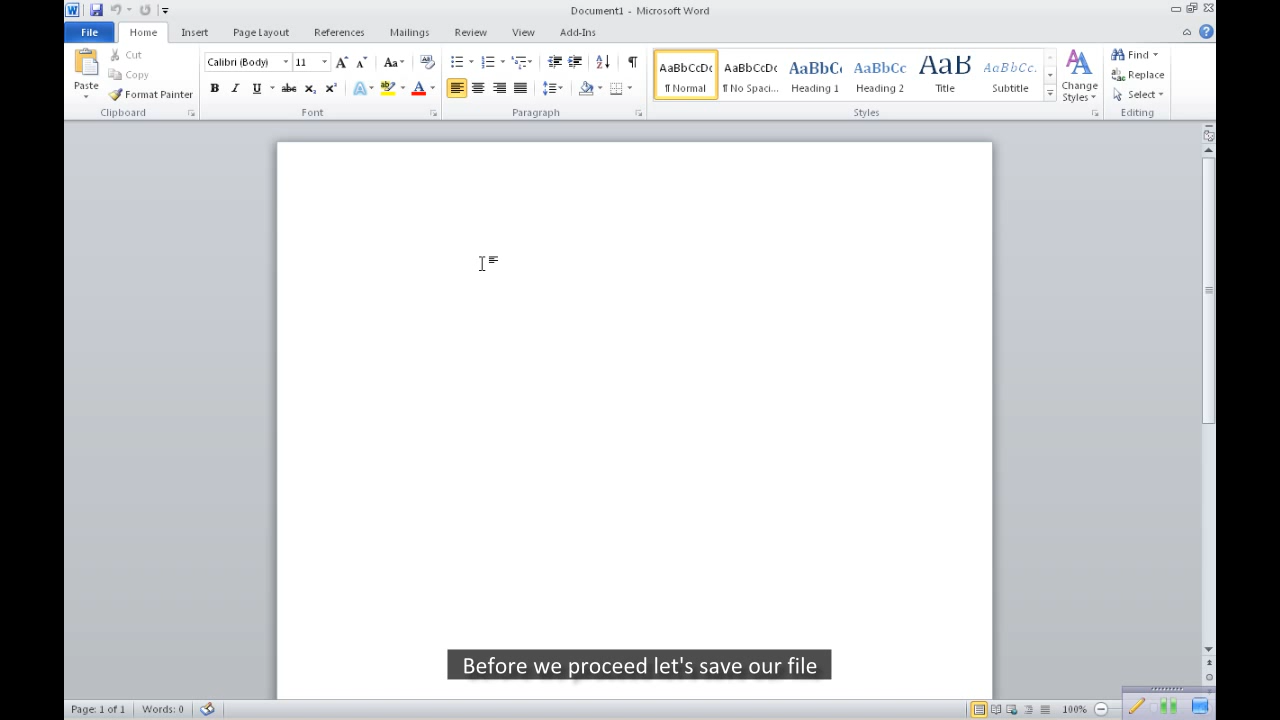 Document1 - Microsoft Word
File Home Insert Page Layout References Mailings Review View Add-Ins
Paste
Cut
Copy
Format Painter
Clipboard
Calibri (Body) 11
Font
Paragraph
AaBbCcDc AaBbCcDc AaBbC AaBbCc AaB AaBbCc.
¶ Normal ¶ No Spaci... Heading 1 Heading 2 Title Subtitle
Change
Styles
Styles
Find
Replace
Select
Editing
Before we proceed let's save our file
Page: 1 of 1 Words: 0 100%